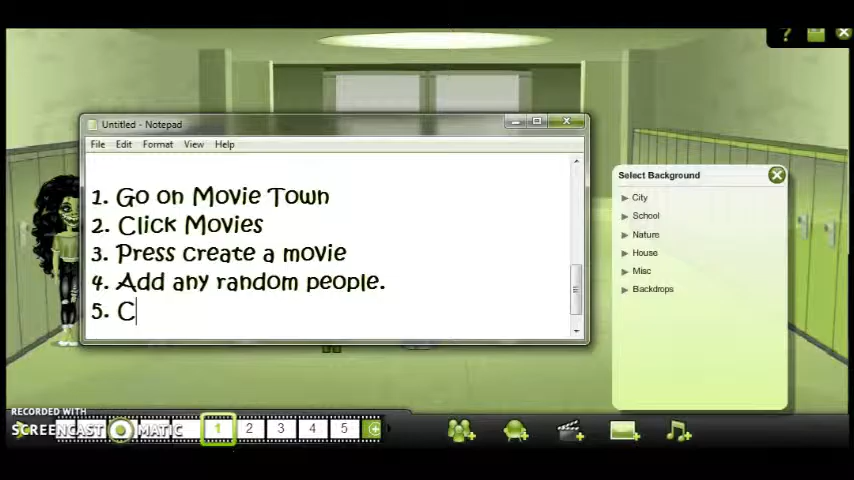 ?
Untitled - Notepad
File Edit Format View Help
1. Go on Movie Town
2. Click Movies
3. Press create a movie
4. Add any random people.
5. C
Select Background
City
School
Nature
House
Misc
Backdrops
RECORDED WITH
SCREENCAST MATIC
1 2 3 4 5